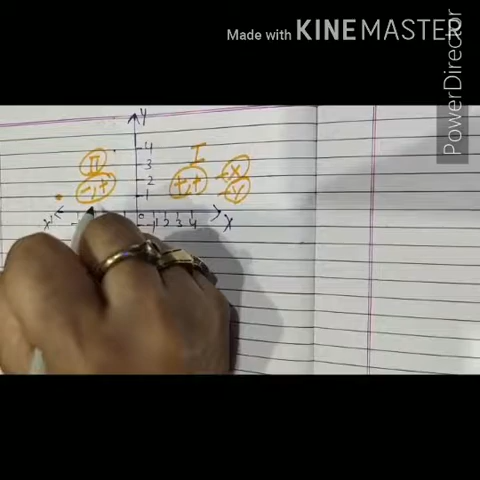 Made with KINEMASTER
PowerDirector
Y
4
3
2
1
II
-,+
I
+,+
X
Y
X'
0 1 2 3 4
X